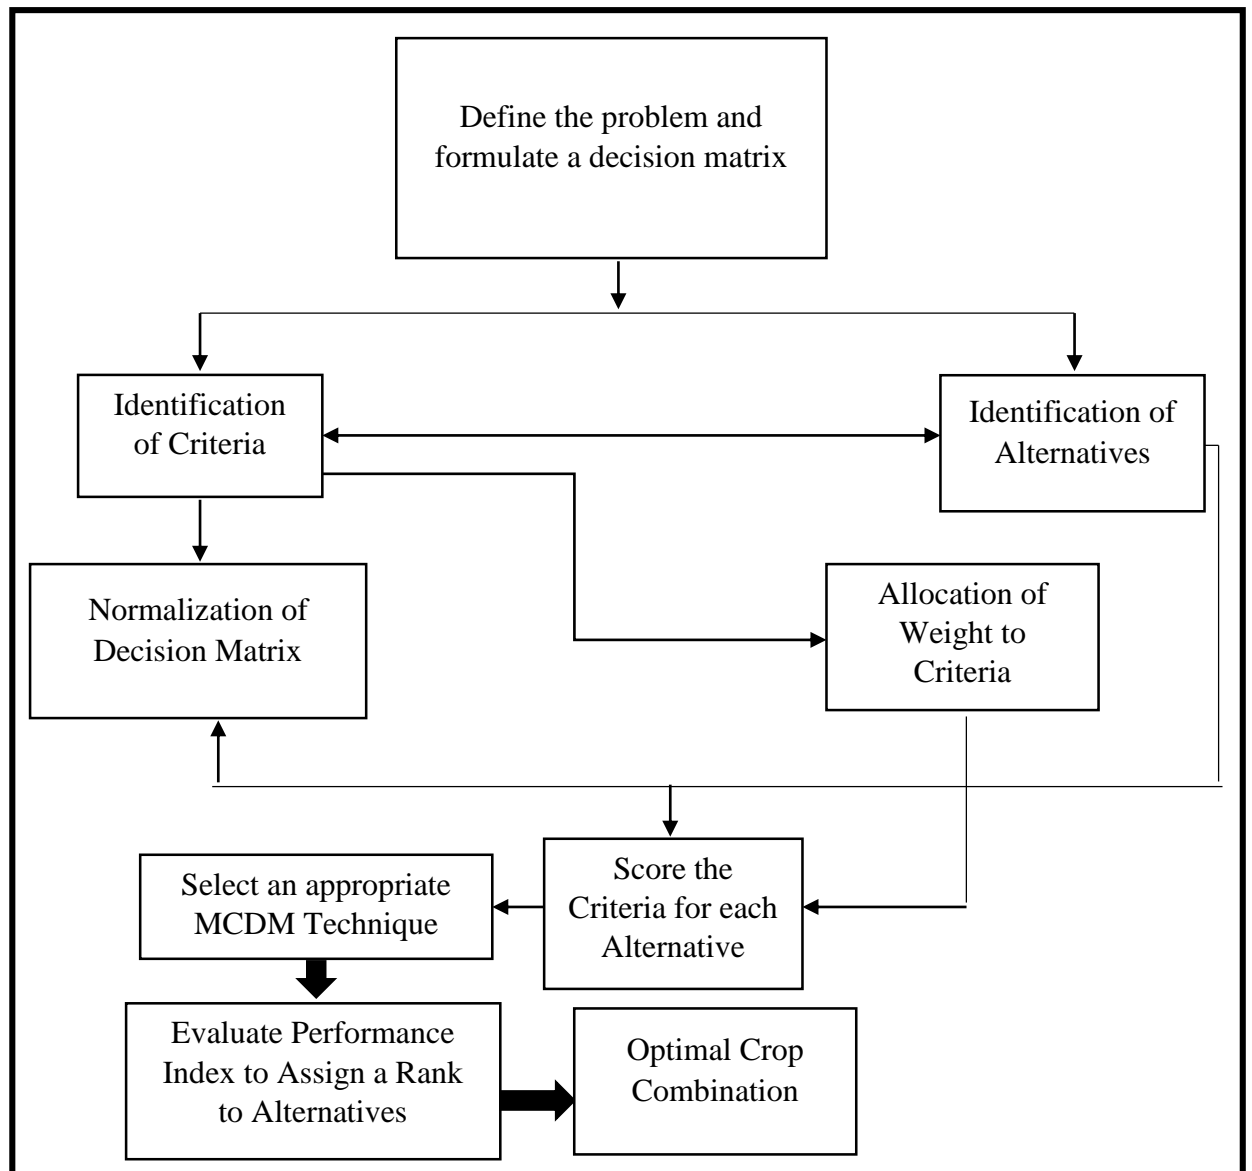 Define the problem and
formulate a decision matrix
Identification
of Criteria
Identification of
Alternatives
Normalization of
Decision Matrix
Allocation of
Weight to
Criteria
Score the
Criteria for each
Alternative
Select an appropriate
MCDM Technique
Evaluate Performance
Index to Assign a Rank
to Alternatives
Optimal Crop
Combination